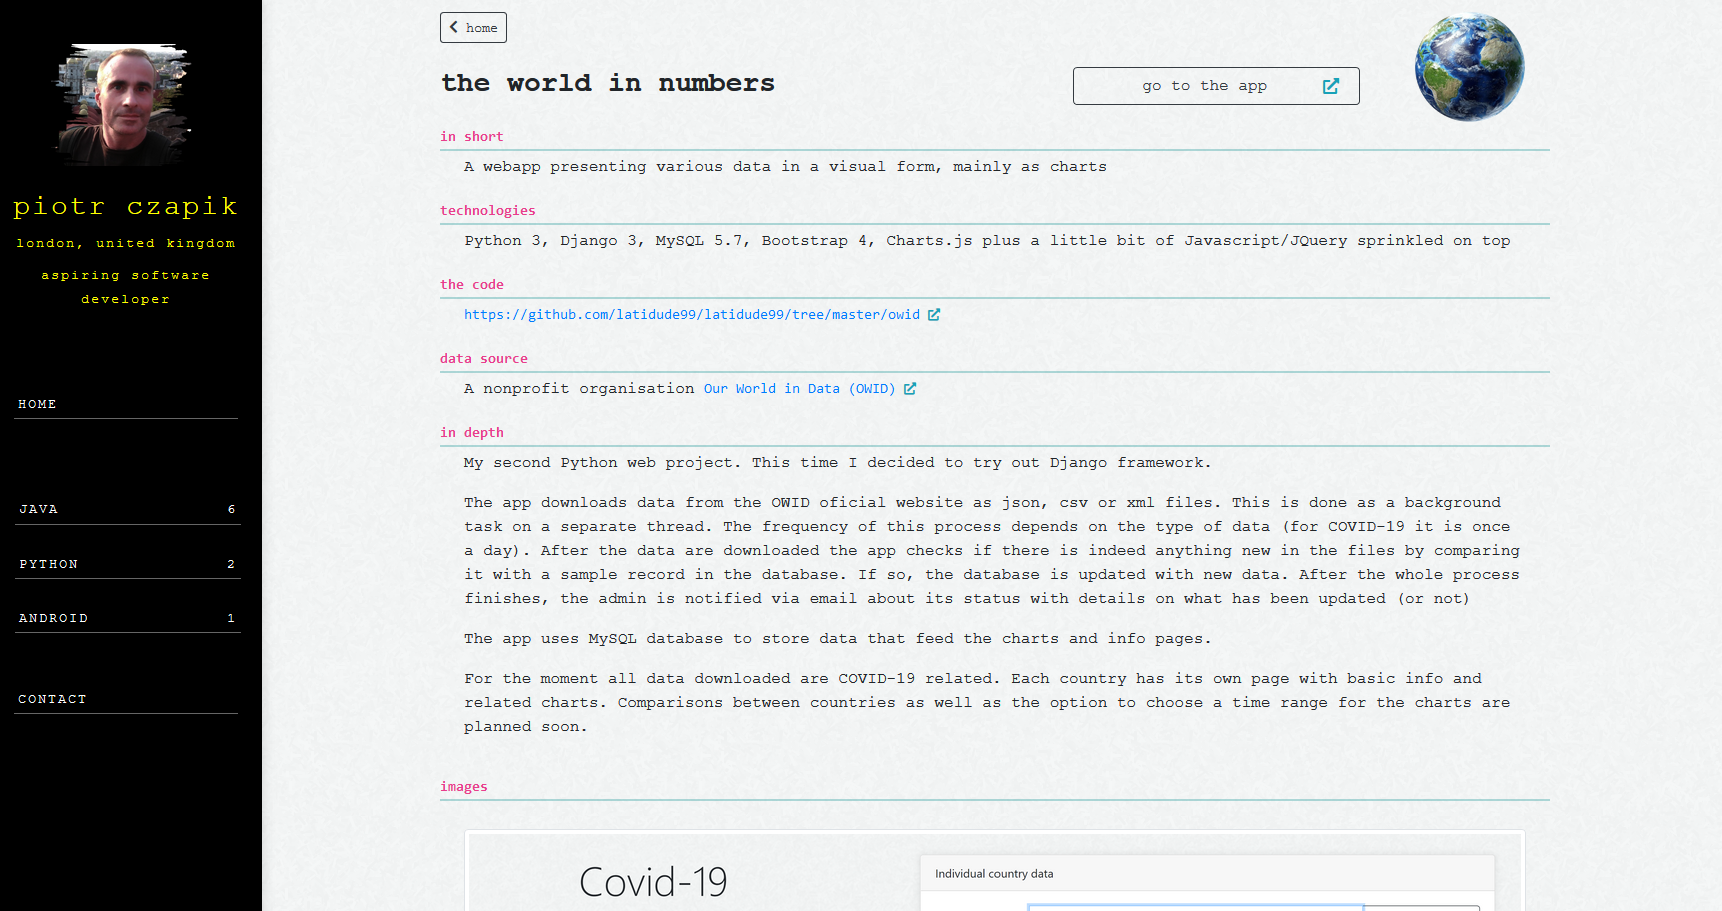 piotr czapik
london, united kingdom
aspiring software
developer
HOME
JAVA 6
PYTHON 2
ANDROID 1
CONTACT
home
the world in numbers
go to the app
in short
A webapp presenting various data in a visual form, mainly as charts
technologies
Python 3, Django 3, MySQL 5.7, Bootstrap 4, Charts.js plus a little bit of Javascript/JQuery sprinkled on top
the code
https://github.com/latidude99/latidude99/tree/master/owid
data source
A nonprofit organisation Our World in Data (OWID)
in depth
My second Python web project. This time I decided to try out Django framework.
The app downloads data from the OWID oficial website as json, csv or xml files. This is done as a background
task on a separate thread. The frequency of this process depends on the type of data (for COVID-19 it is once
a day). After the data are downloaded the app checks if there is indeed anything new in the files by comparing
it with a sample record in the database. If so, the database is updated with new data. After the whole process
finishes, the admin is notified via email about its status with details on what has been updated (or not)
The app uses MySQL database to store data that feed the charts and info pages.
For the moment all data downloaded are COVID-19 related. Each country has its own page with basic info and
related charts. Comparisons between countries as well as the option to choose a time range for the charts are
planned soon.
images
Covid-19
Individual country data